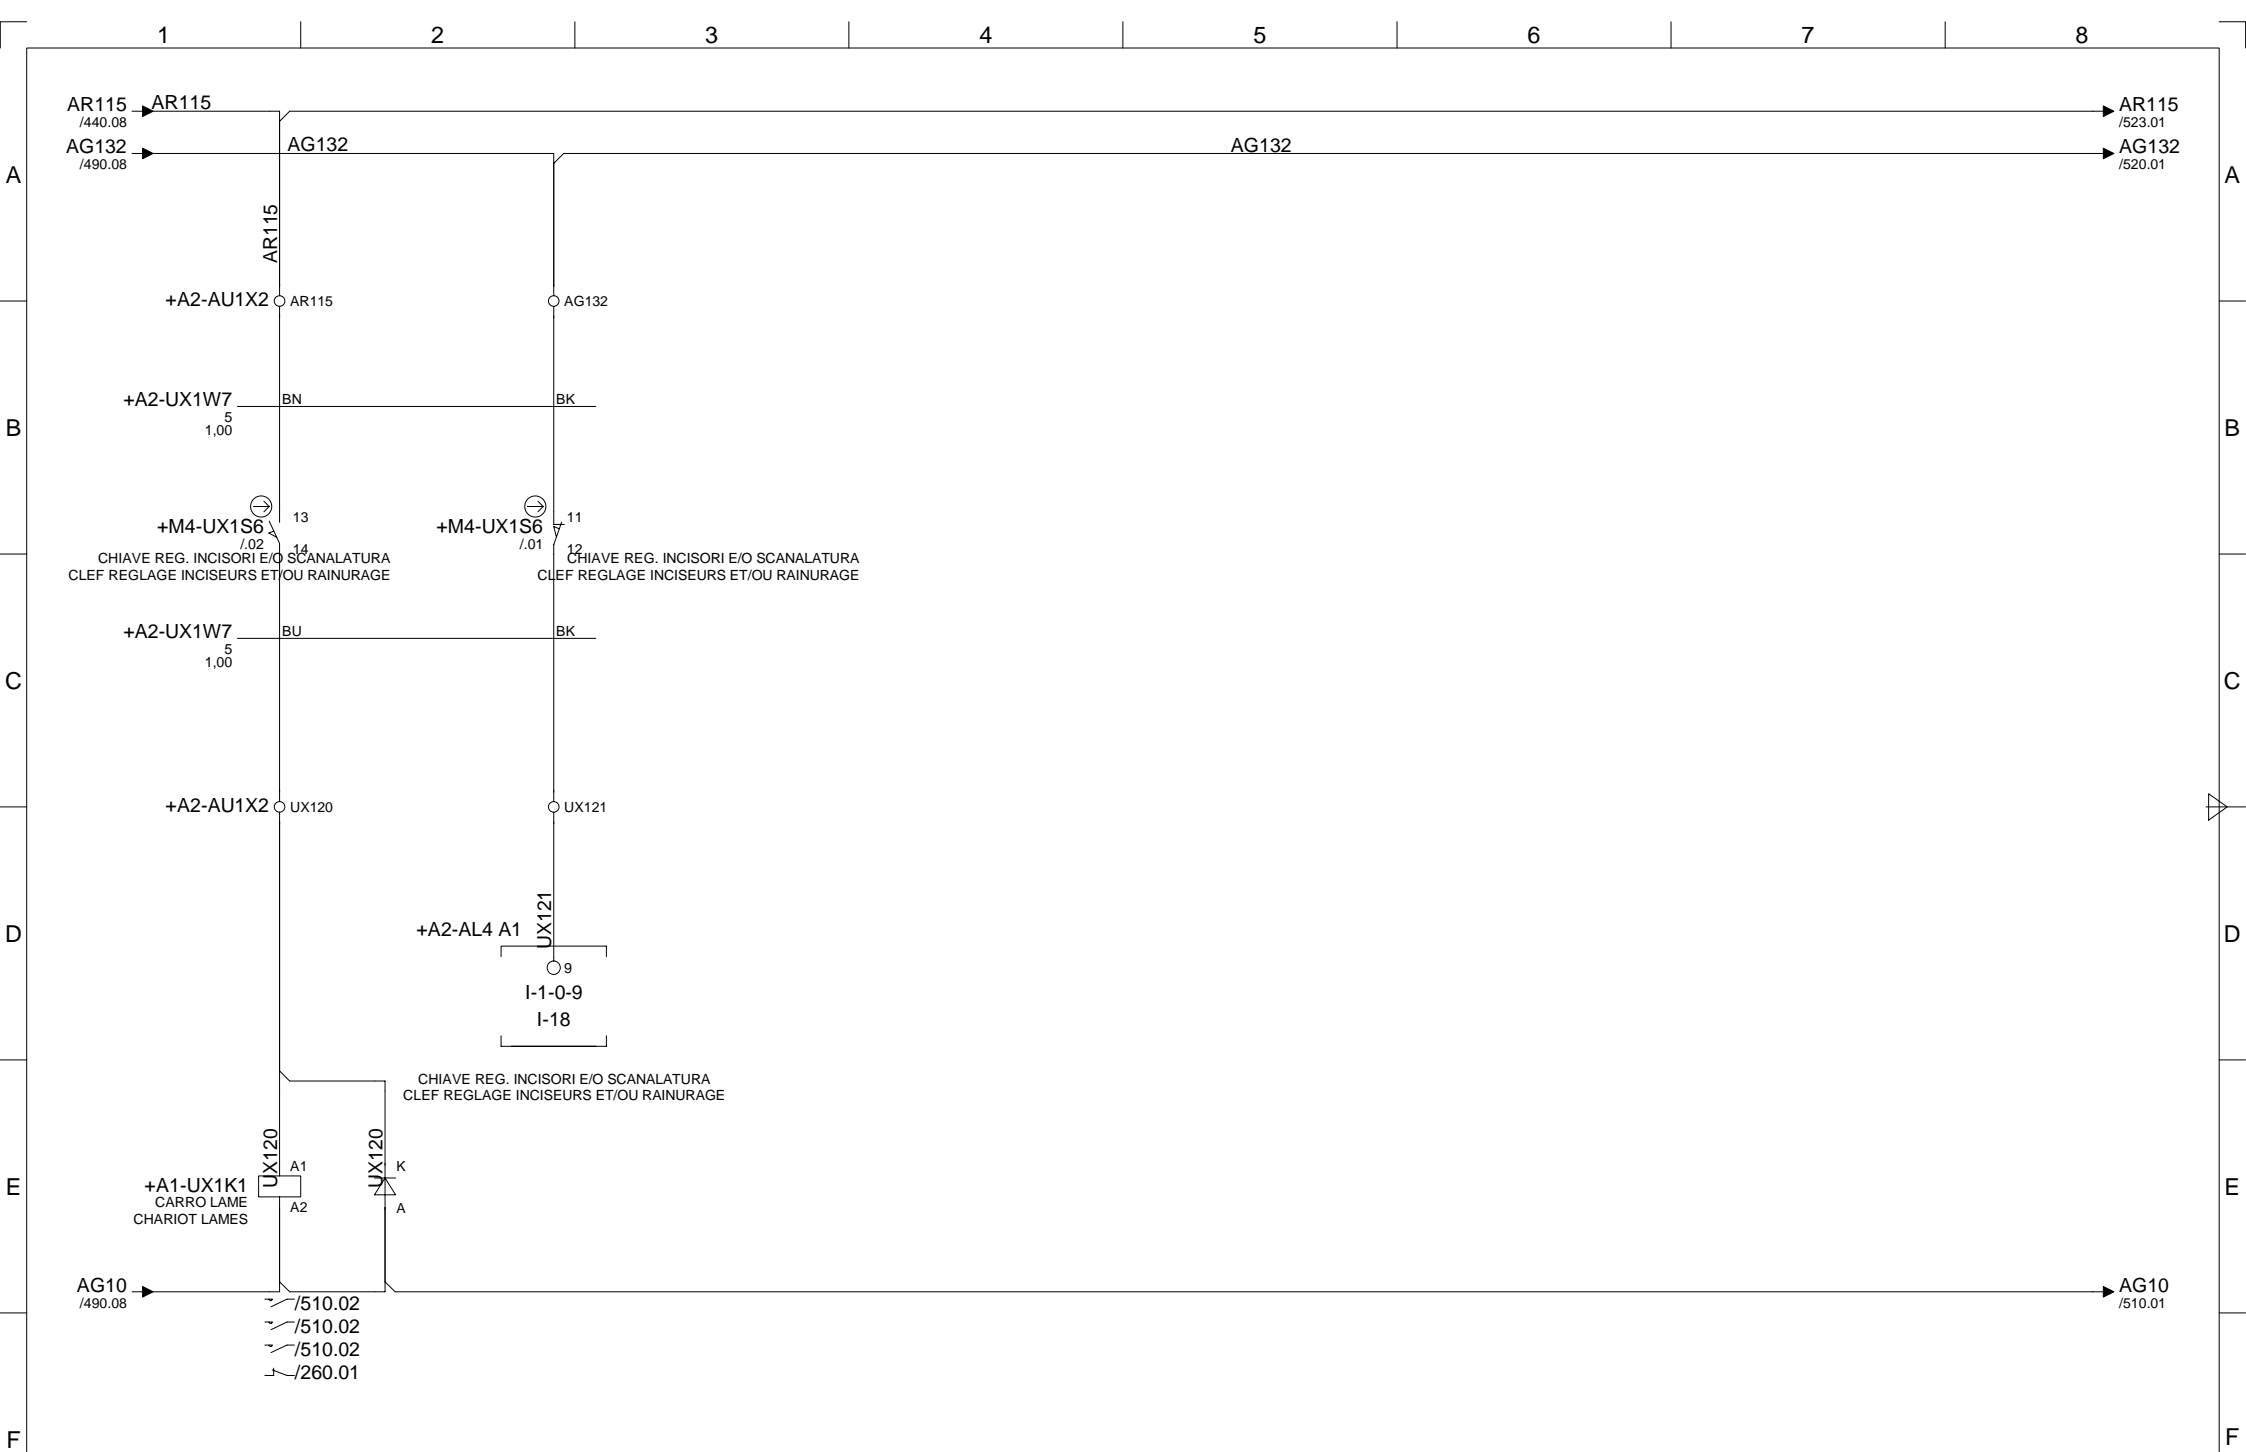 1 2 3 4 5 6 7 8
AR115 AR115 AR115
/440.08 /523.01
AG132 AG132 AG132 AG132
/490.08 /520.01
A A
AR115
+A2-AU1X2 AR115 AG132
+A2-UX1W7 BN BK
5
1,00
B B
+M4-UX1S6 13 +M4-UX1S6 11
/.02 14 /.01 12
CHIAVE REG. INCISORI E/O SCANALATURA CHIAVE REG. INCISORI E/O SCANALATURA
CLEF REGLAGE INCISEURS ET/OU RAINURAGE CLEF REGLAGE INCISEURS ET/OU RAINURAGE
+A2-UX1W7 BU BK
5
1,00
C C
+A2-AU1X2 UX120 UX121
UX121
+A2-AL4 A1
D D
9
I-1-0-9
I-18
CHIAVE REG. INCISORI E/O SCANALATURA
CLEF REGLAGE INCISEURS ET/OU RAINURAGE
UX120 UX120
A1 K
+A1-UX1K1
E E
CARRO LAME
A2 A
CHARIOT LAMES
AG10 AG10
/490.08 /510.01
/510.02
/510.02
/510.02
/260.01
F F